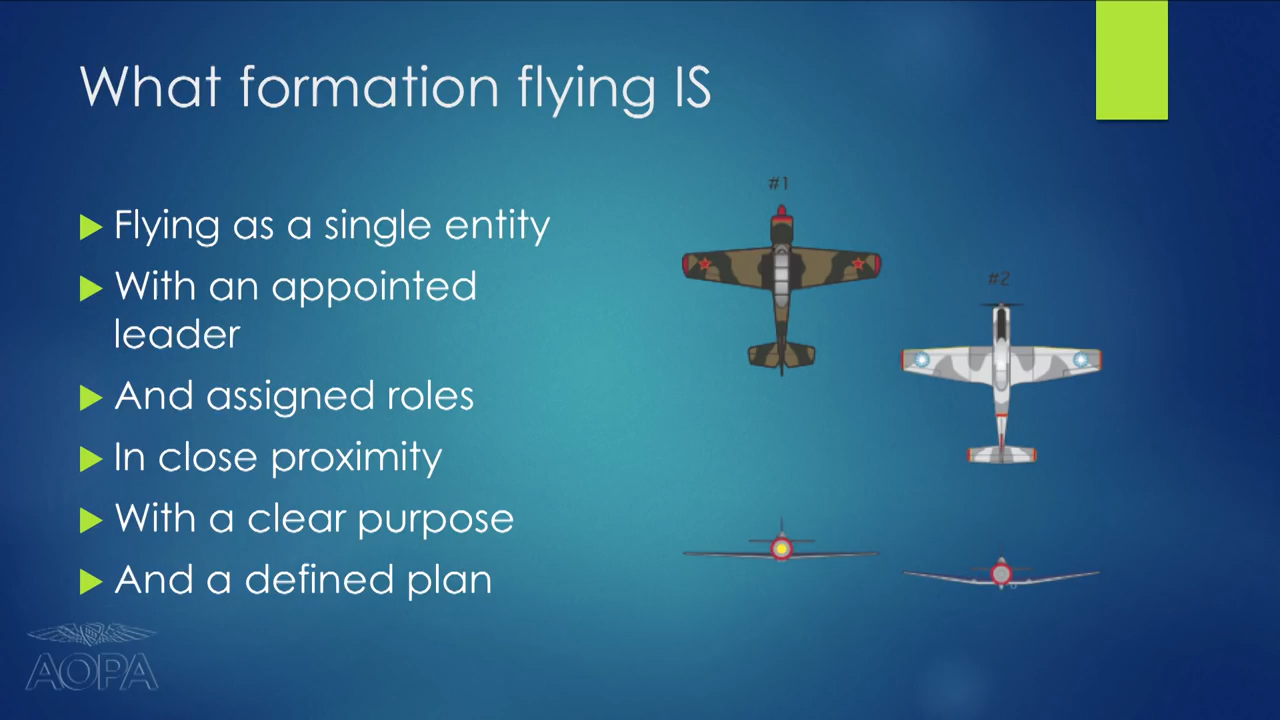 What formation flying IS
Flying as a single entity
With an appointed
leader
And assigned roles
In close proximity
With a clear purpose
And a defined plan
#1
#2
AOPA